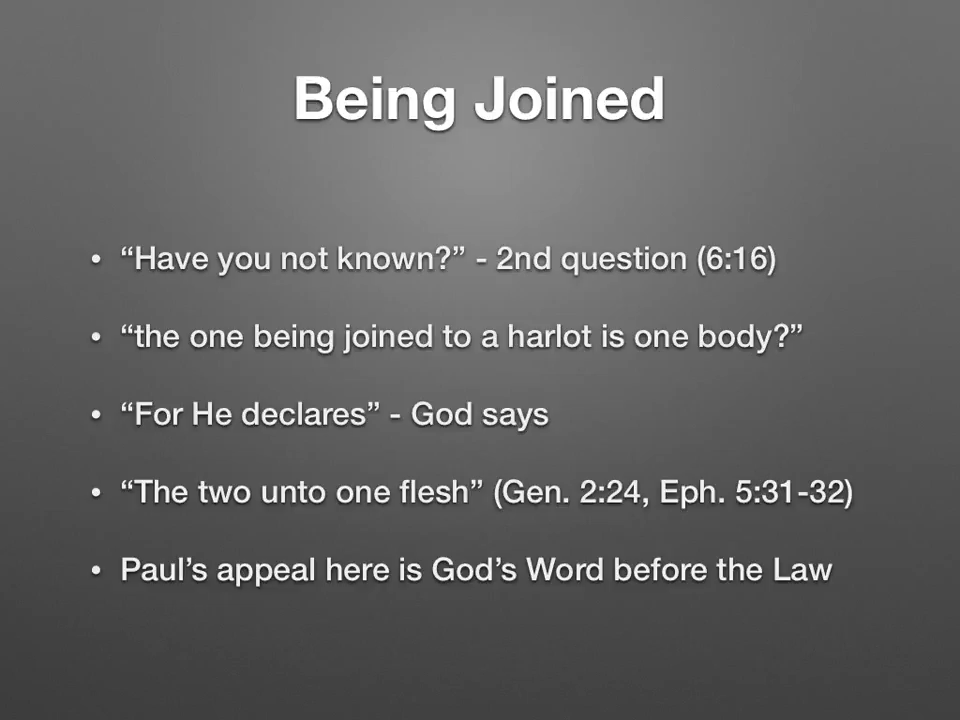 Being Joined
• “Have you not known?” - 2nd question (6:16)
• “the one being joined to a harlot is one body?”
• “For He declares” - God says
• “The two unto one flesh” (Gen. 2:24, Eph. 5:31-32)
• Paul’s appeal here is God’s Word before the Law